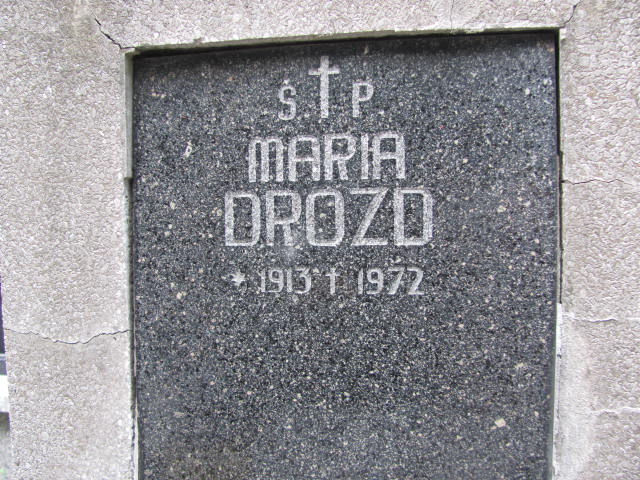 Ś. † P.
MARIA
DROZD
* 1913 † 1972